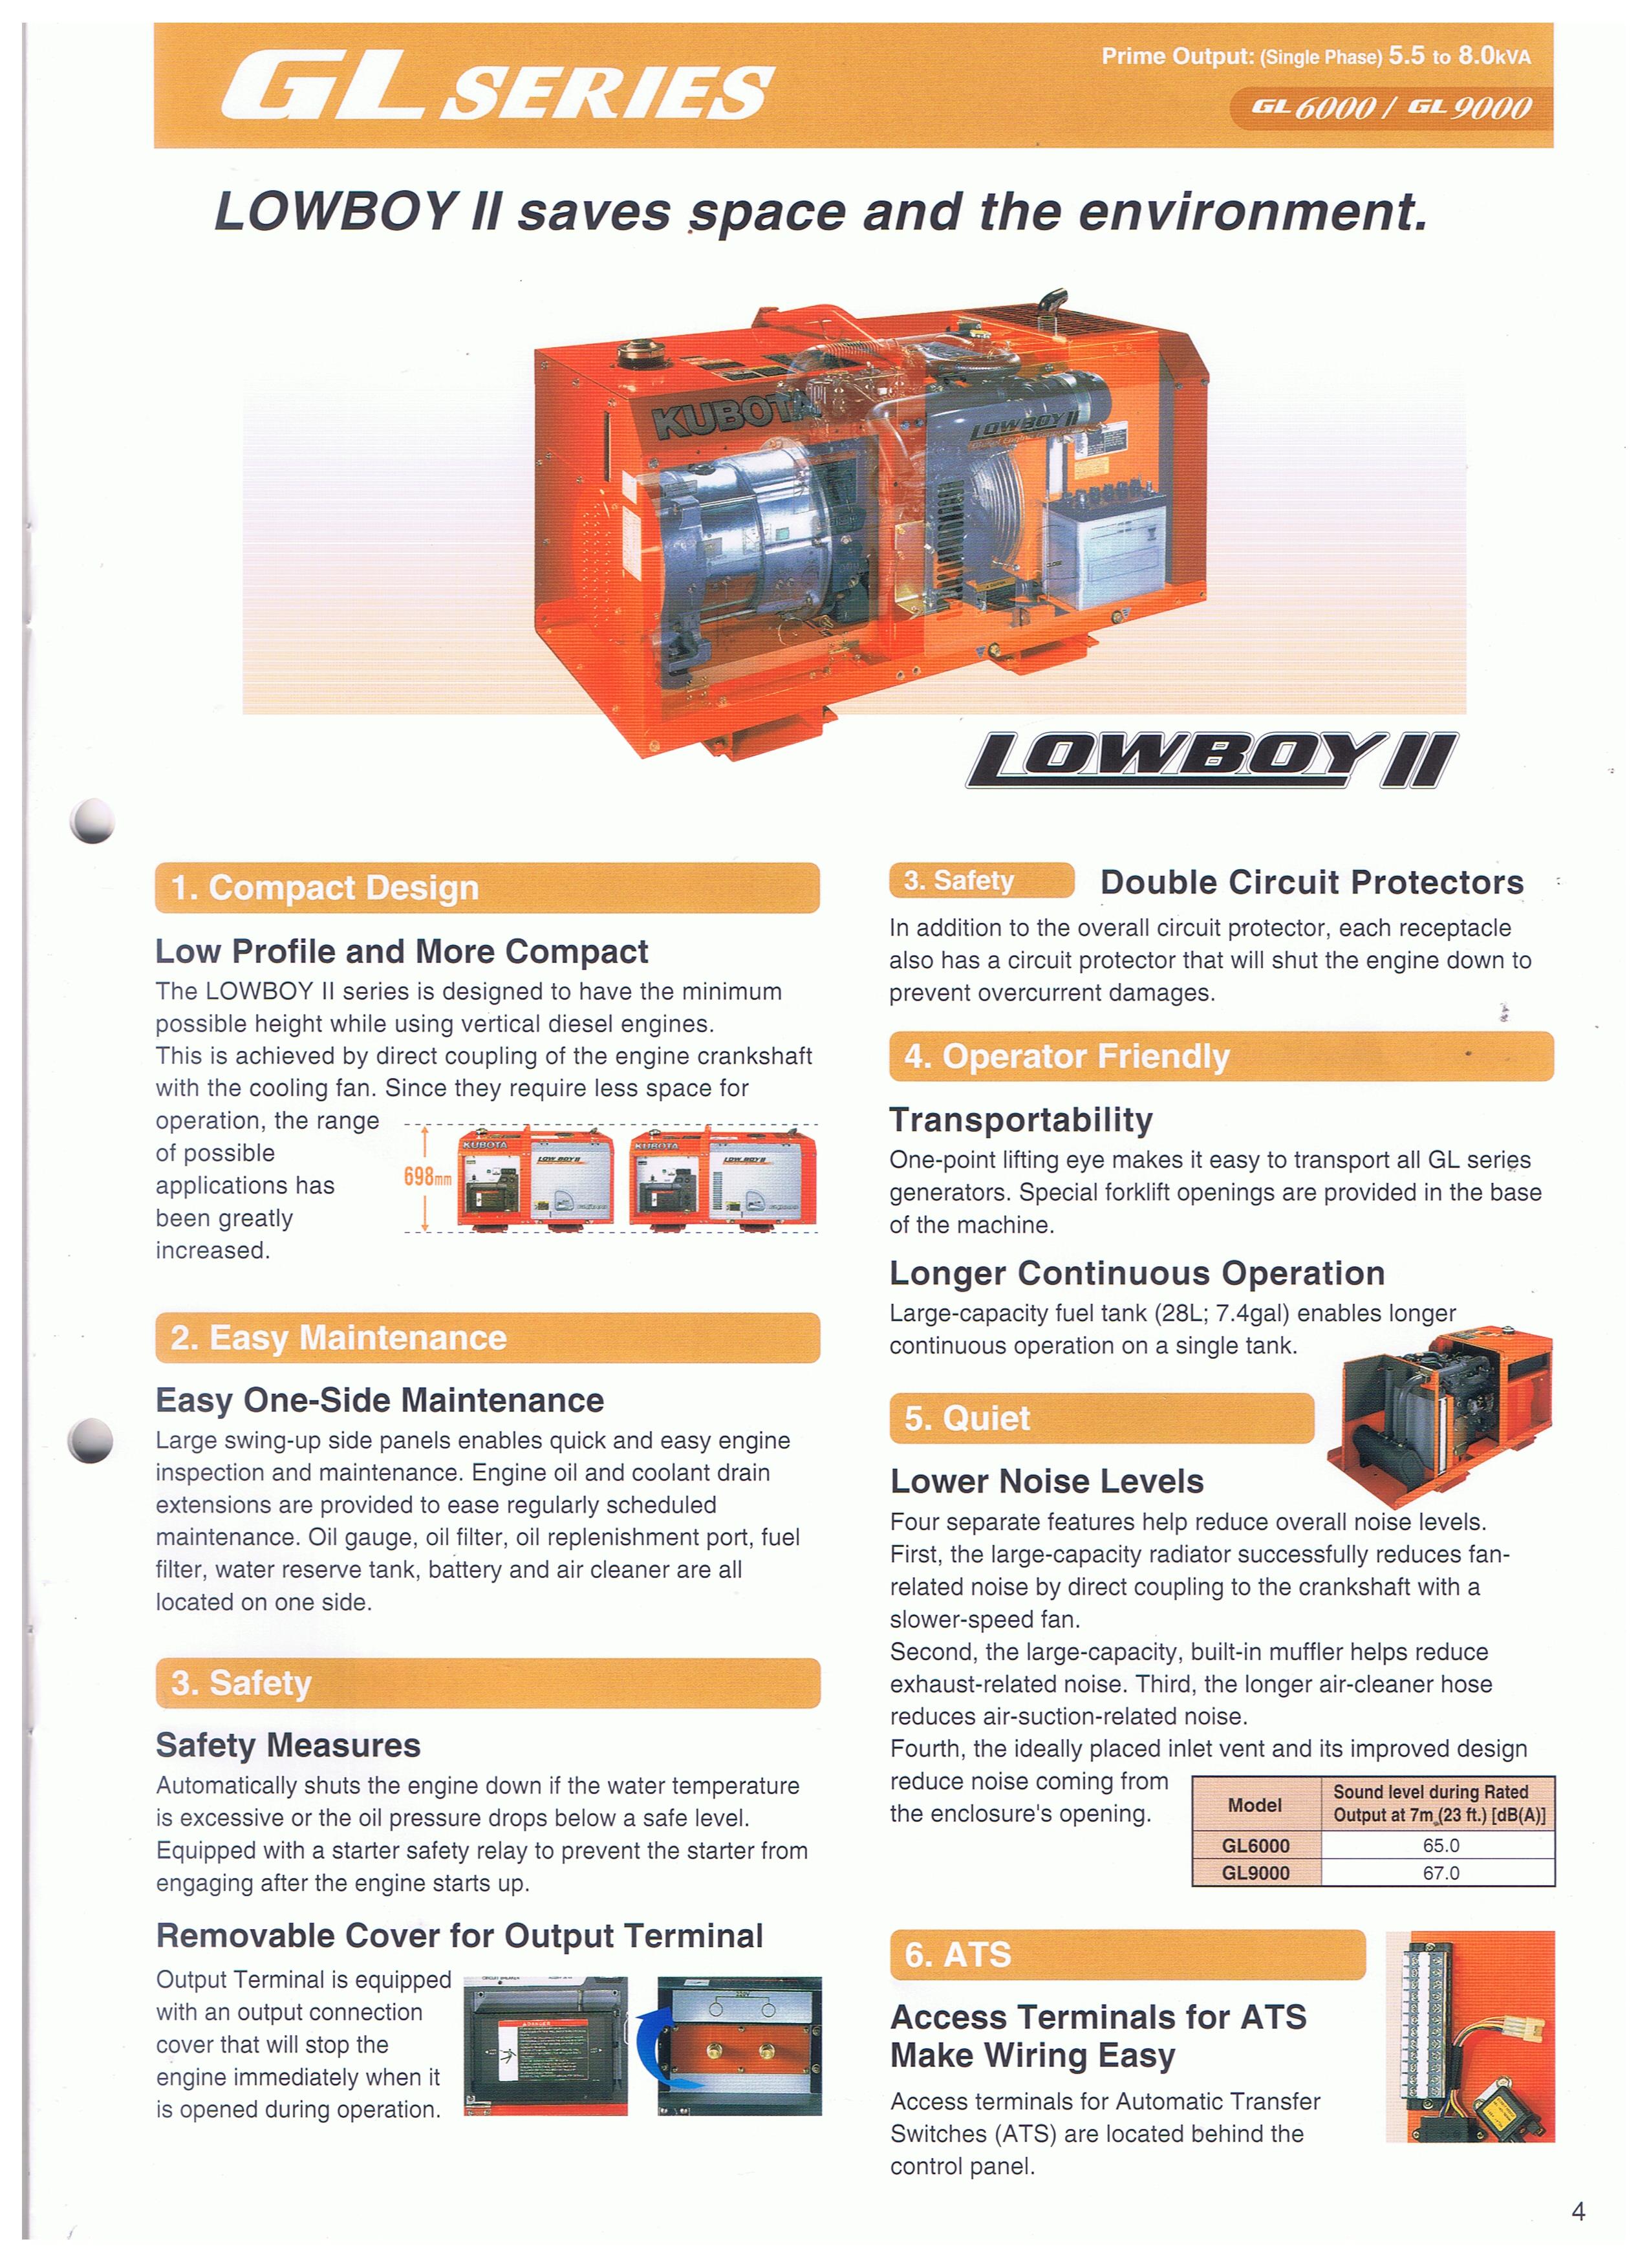 GL SERIES
Prime Output: (Single Phase) 5.5 to 8.0kVA
GL 6000 / GL 9000
LOWBOY II saves space and the environment.
KUBOTA
LOWBOY II
LOWBOY II
1. Compact Design
Low Profile and More Compact
The LOWBOY II series is designed to have the minimum
possible height while using vertical diesel engines.
This is achieved by direct coupling of the engine crankshaft
with the cooling fan. Since they require less space for
operation, the range
of possible
applications has
been greatly
increased.
698mm
KUBOTA
LOWBOY II
KUBOTA
LOWBOY II
2. Easy Maintenance
Easy One-Side Maintenance
Large swing-up side panels enables quick and easy engine
inspection and maintenance. Engine oil and coolant drain
extensions are provided to ease regularly scheduled
maintenance. Oil gauge, oil filter, oil replenishment port, fuel
filter, water reserve tank, battery and air cleaner are all
located on one side.
3. Safety
Safety Measures
Automatically shuts the engine down if the water temperature
is excessive or the oil pressure drops below a safe level.
Equipped with a starter safety relay to prevent the starter from
engaging after the engine starts up.
Removable Cover for Output Terminal
Output Terminal is equipped
with an output connection
cover that will stop the
engine immediately when it
is opened during operation.
DANGER
3. Safety
Double Circuit Protectors
In addition to the overall circuit protector, each receptacle
also has a circuit protector that will shut the engine down to
prevent overcurrent damages.
4. Operator Friendly
Transportability
One-point lifting eye makes it easy to transport all GL series
generators. Special forklift openings are provided in the base
of the machine.
Longer Continuous Operation
Large-capacity fuel tank (28L; 7.4gal) enables longer
continuous operation on a single tank.
5. Quiet
Lower Noise Levels
Four separate features help reduce overall noise levels.
First, the large-capacity radiator successfully reduces fan-
related noise by direct coupling to the crankshaft with a
slower-speed fan.
Second, the large-capacity, built-in muffler helps reduce
exhaust-related noise. Third, the longer air-cleaner hose
reduces air-suction-related noise.
Fourth, the ideally placed inlet vent and its improved design
reduce noise coming from
the enclosure's opening.
Model
Sound level during Rated
Output at 7m (23 ft.) [dB(A)]
GL6000 65.0
GL9000 67.0
6. ATS
Access Terminals for ATS
Make Wiring Easy
Access terminals for Automatic Transfer
Switches (ATS) are located behind the
control panel.
4